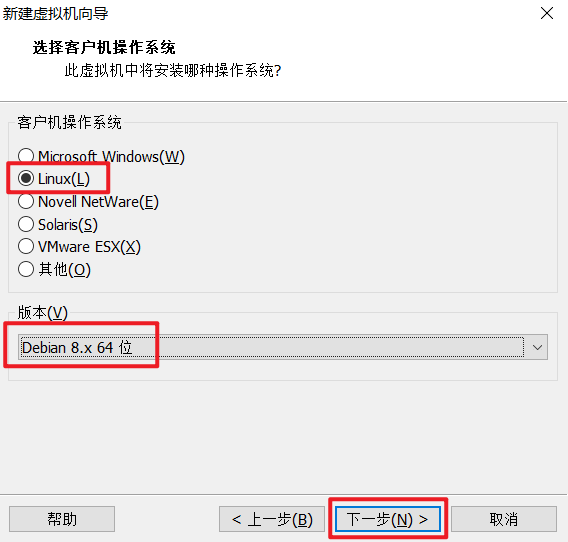 新建虚拟机向导
选择客户机操作系统
此虚拟机中将安装哪种操作系统?
客户机操作系统
Microsoft Windows(W)
Linux(L)
Novell NetWare(E)
Solaris(S)
VMware ESX(X)
其他(O)
版本(V)
Debian 8.x 64 位
帮助
< 上一步(B)
下一步(N) >
取消